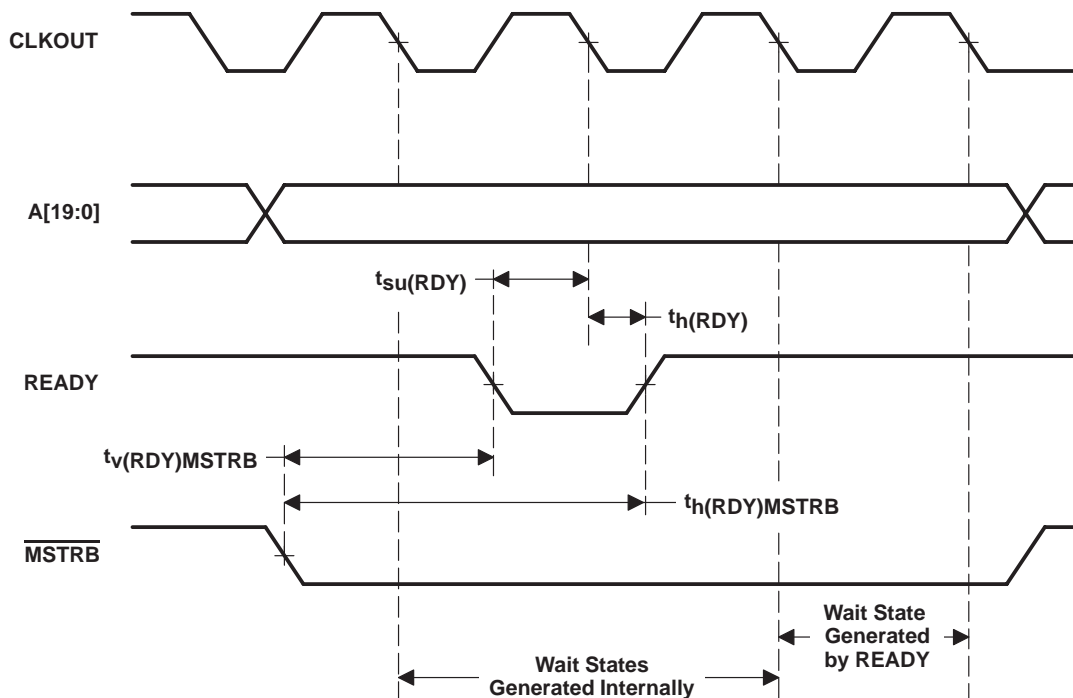 CLKOUT
A[19:0]
tsu(RDY)
th(RDY)
READY
tv(RDY)MSTRB
th(RDY)MSTRB
MSTRB
Wait State
Generated
by READY
Wait States
Generated Internally